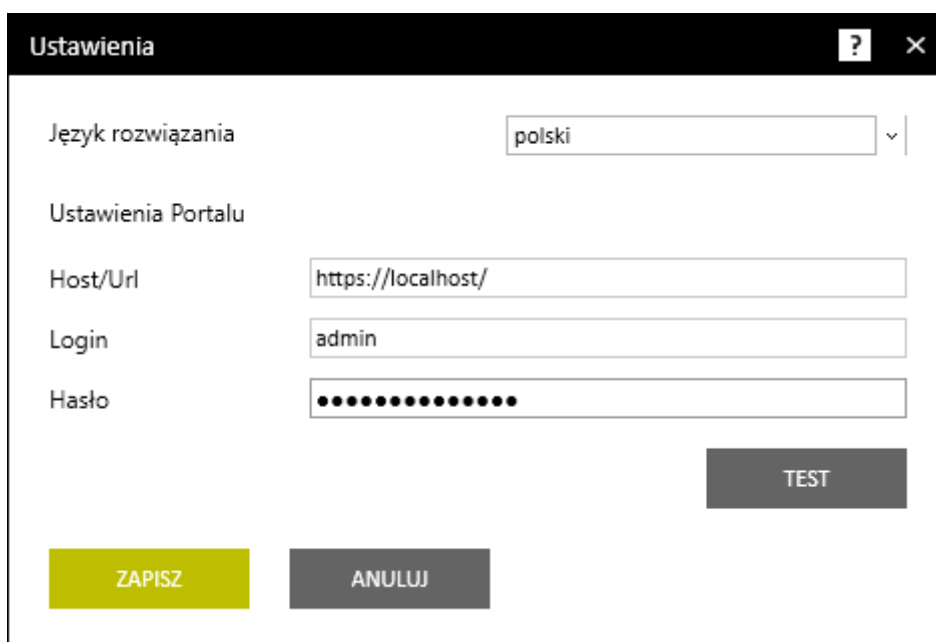 Ustawienia ? ×
Język rozwiązania polski
Ustawienia Portalu
Host/Url https://localhost/
Login admin
Hasło ●●●●●●●●●●●●●●
TEST
ZAPISZ ANULUJ